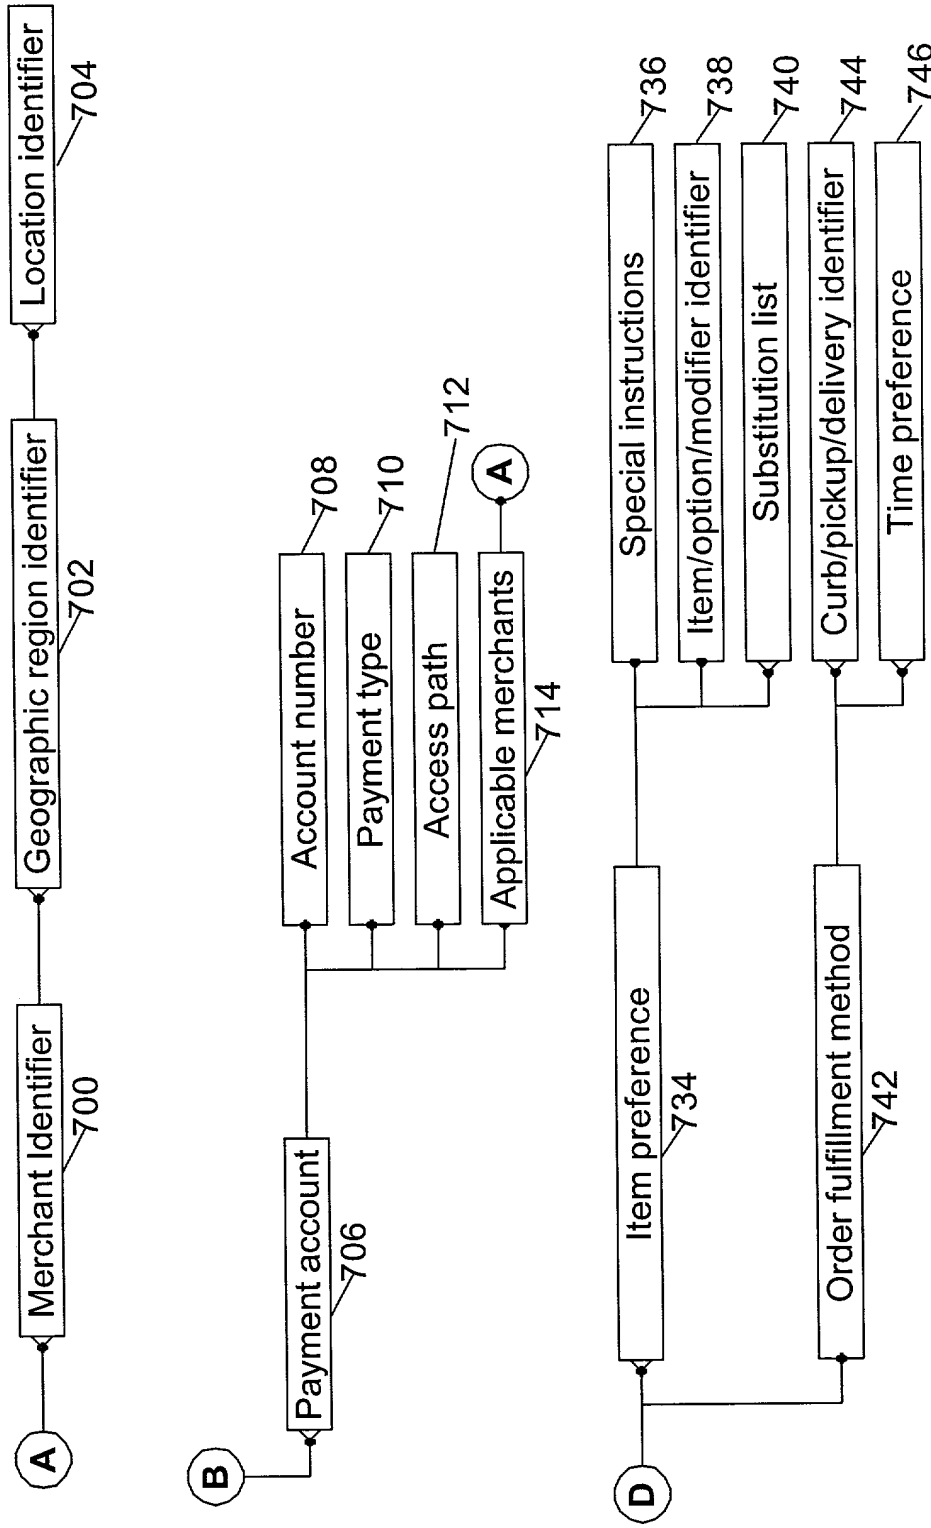 A
Merchant Identifier
700
Geographic region identifier
702
Location identifier
704
B
Payment account
706
Account number
708
Payment type
710
Access path
712
Applicable merchants
714
A
D
Item preference
734
Special instructions
736
Item/option/modifier identifier
738
Substitution list
740
Order fulfillment method
742
Curb/pickup/delivery identifier
744
Time preference
746